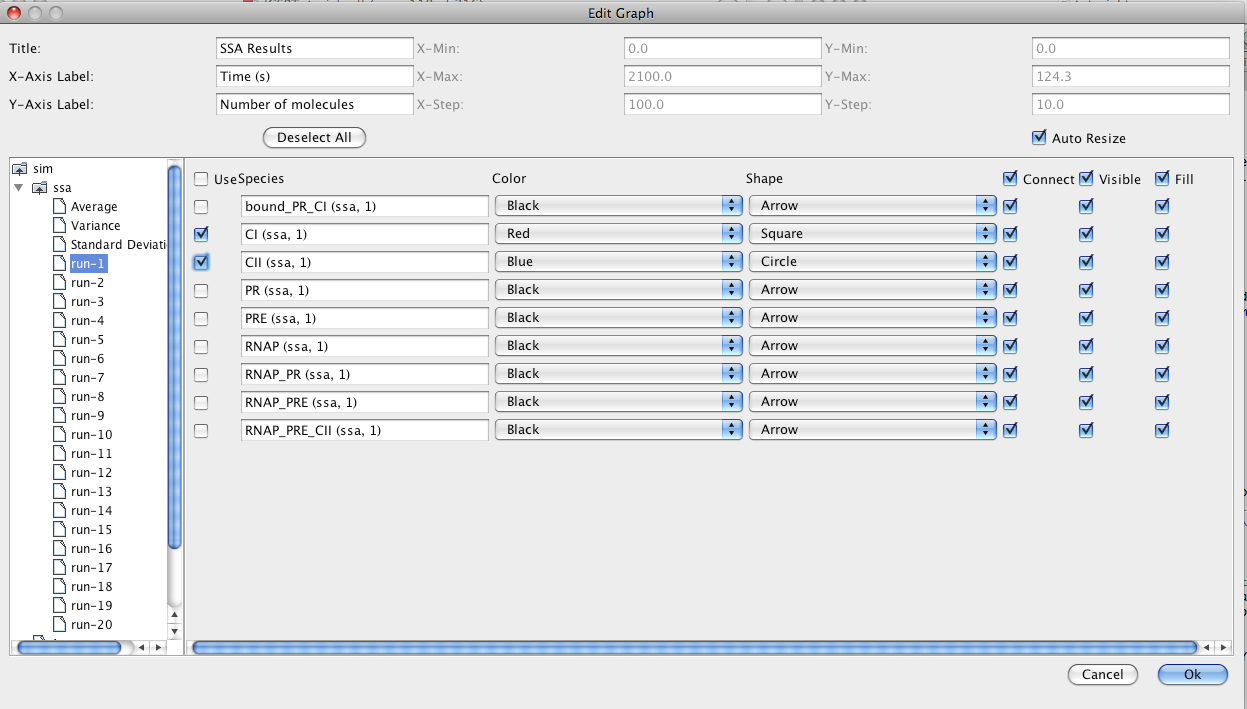 Edit Graph
Title: SSA Results X-Min: 0.0 Y-Min: 0.0
X-Axis Label: Time (s) X-Max: 2100.0 Y-Max: 124.3
Y-Axis Label: Number of molecules X-Step: 100.0 Y-Step: 10.0
Deselect All Auto Resize
sim
ssa
Average
Variance
Standard Deviati
run-1
run-2
run-3
run-4
run-5
run-6
run-7
run-8
run-9
run-10
run-11
run-12
run-13
run-14
run-15
run-16
run-17
run-18
run-19
run-20
Use Species Color Shape Connect Visible Fill
bound_PR_CI (ssa, 1) Black Arrow
CI (ssa, 1) Red Square
CII (ssa, 1) Blue Circle
PR (ssa, 1) Black Arrow
PRE (ssa, 1) Black Arrow
RNAP (ssa, 1) Black Arrow
RNAP_PR (ssa, 1) Black Arrow
RNAP_PRE (ssa, 1) Black Arrow
RNAP_PRE_CII (ssa, 1) Black Arrow
Cancel Ok